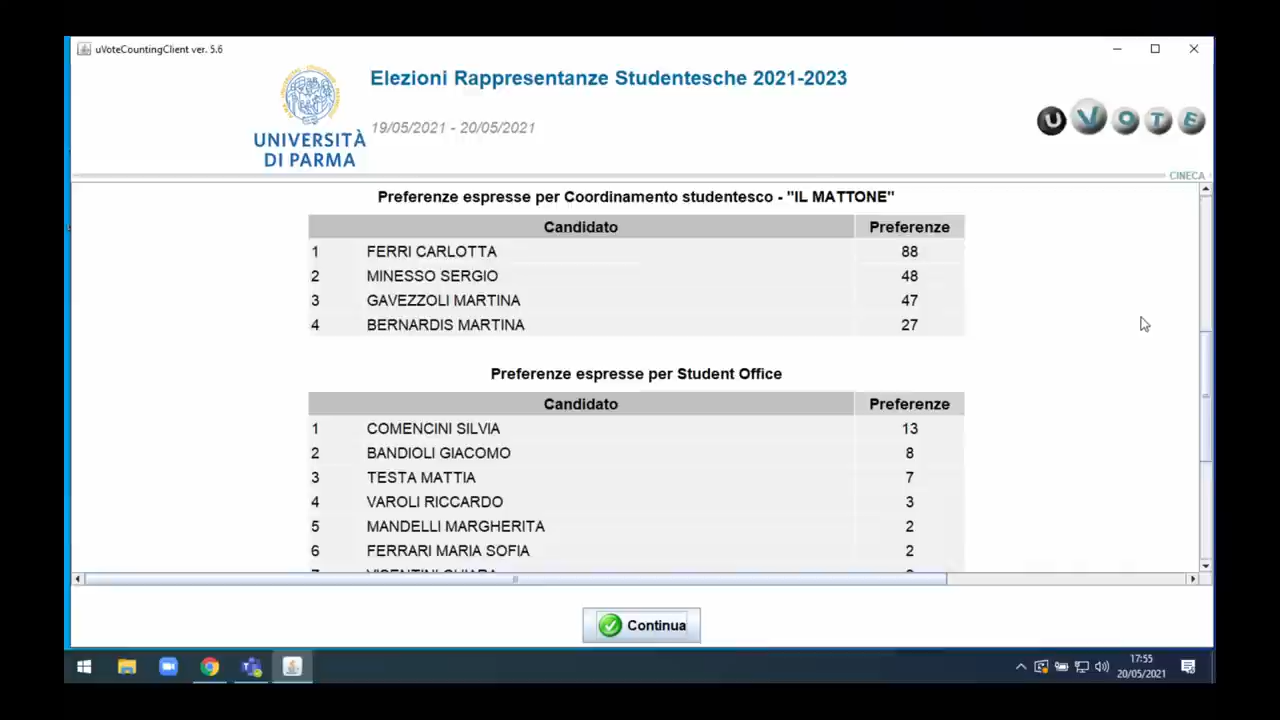 uVoteCountingClient ver. 5.6
Elezioni Rappresentanze Studentesche 2021-2023
19/05/2021 - 20/05/2021
UNIVERSITÀ
DI PARMA
U V O T E
CINECA
Preferenze espresse per Coordinamento studentesco - "IL MATTONE"
Candidato Preferenze
1 FERRI CARLOTTA 88
2 MINESSO SERGIO 48
3 GAVEZZOLI MARTINA 47
4 BERNARDIS MARTINA 27
Preferenze espresse per Student Office
Candidato Preferenze
1 COMENCINI SILVIA 13
2 BANDIOLI GIACOMO 8
3 TESTA MATTIA 7
4 VAROLI RICCARDO 3
5 MANDELLI MARGHERITA 2
6 FERRARI MARIA SOFIA 2
Continua
17:55
20/05/2021